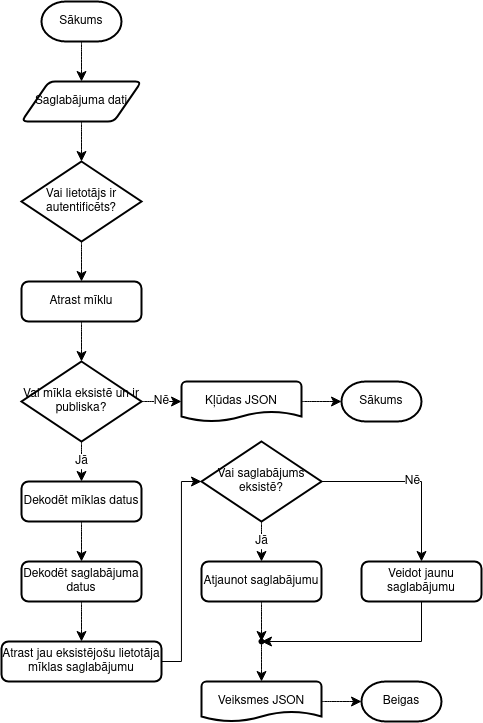 Sākums
Saglabājuma dati
Vai lietotājs ir
autentificēts?
Atrast mīklu
Vai mīkla eksistē un ir
publiska?
Nē
Kļūdas JSON
Sākums
Jā
Dekodēt mīklas datus
Dekodēt saglabājuma
datus
Atrast jau eksistējošu lietotāja
mīklas saglabājumu
Vai saglabājums
eksistē?
Nē
Jā
Atjaunot saglabājumu
Veidot jaunu
saglabājumu
Veiksmes JSON
Beigas